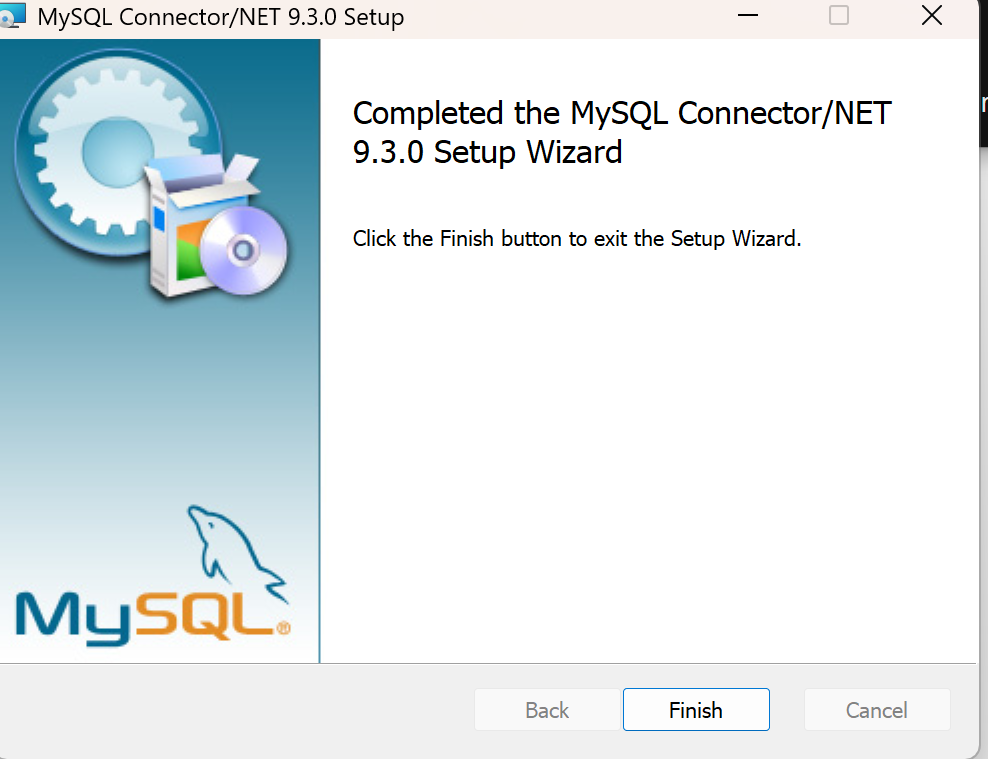 MySQL Connector/NET 9.3.0 Setup
Completed the MySQL Connector/NET
9.3.0 Setup Wizard
Click the Finish button to exit the Setup Wizard.
MySQL®
Back
Finish
Cancel